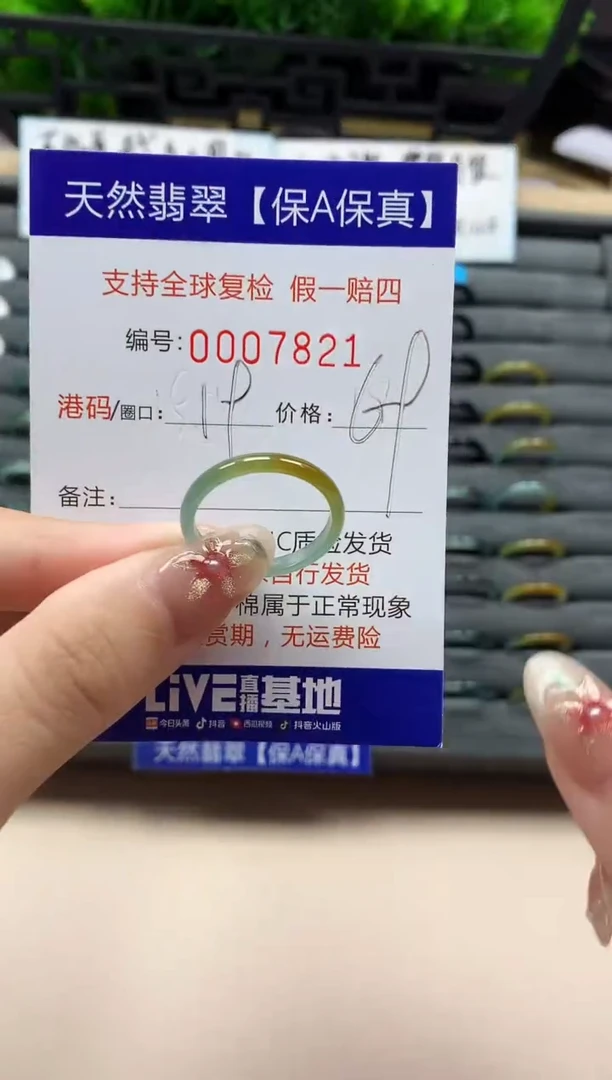 天然翡翠【保A保真】
支持全球复检 假一赔四
编号:0007821
港码/圈口: 价格:
备注:
C质检发货
自行发货
棉属于正常现象
赏期，无运费险
LiVE直播基地
今日头条 抖音 西瓜视频 抖音火山版
天然翡翠【保A保真】